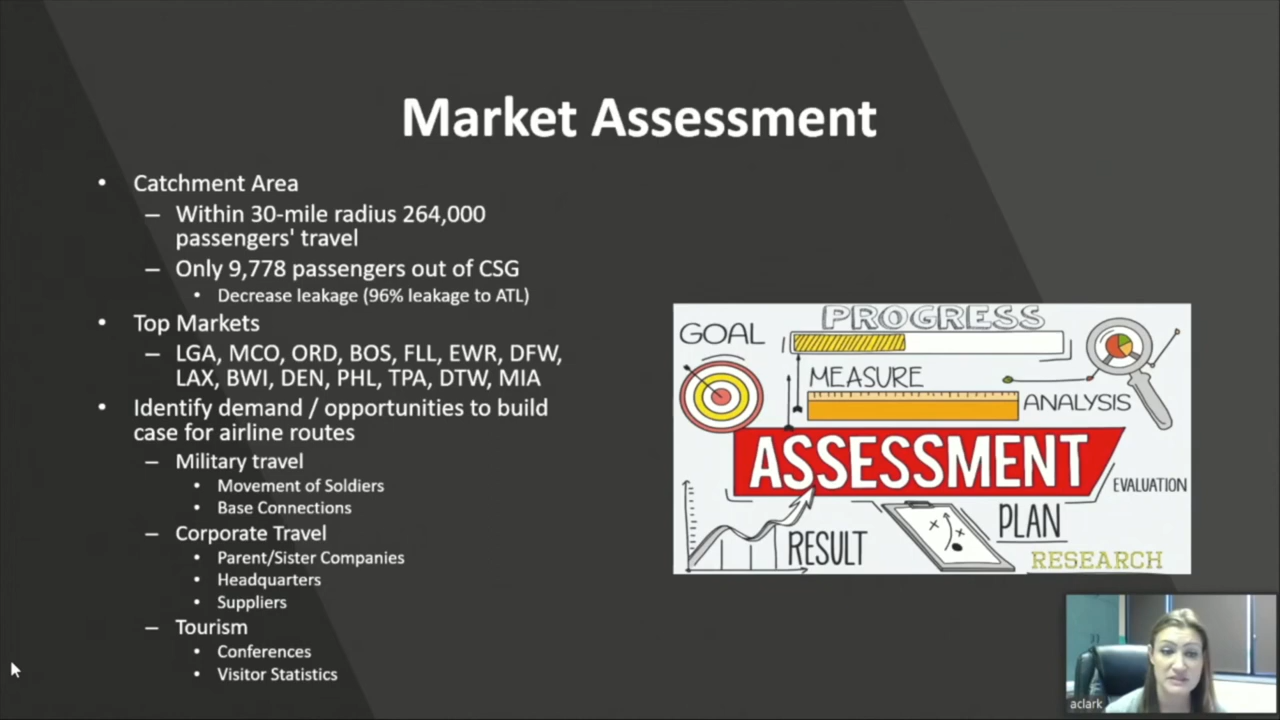 Market Assessment
• Catchment Area
– Within 30-mile radius 264,000
passengers' travel
– Only 9,778 passengers out of CSG
• Decrease leakage (96% leakage to ATL)
• Top Markets
– LGA, MCO, ORD, BOS, FLL, EWR, DFW,
LAX, BWI, DEN, PHL, TPA, DTW, MIA
• Identify demand / opportunities to build
case for airline routes
– Military travel
• Movement of Soldiers
• Base Connections
– Corporate Travel
• Parent/Sister Companies
• Headquarters
• Suppliers
– Tourism
• Conferences
• Visitor Statistics
PROGRESS
GOAL
MEASURE
ANALYSIS
ASSESSMENT
EVALUATION
PLAN
RESULT
RESEARCH
aclark